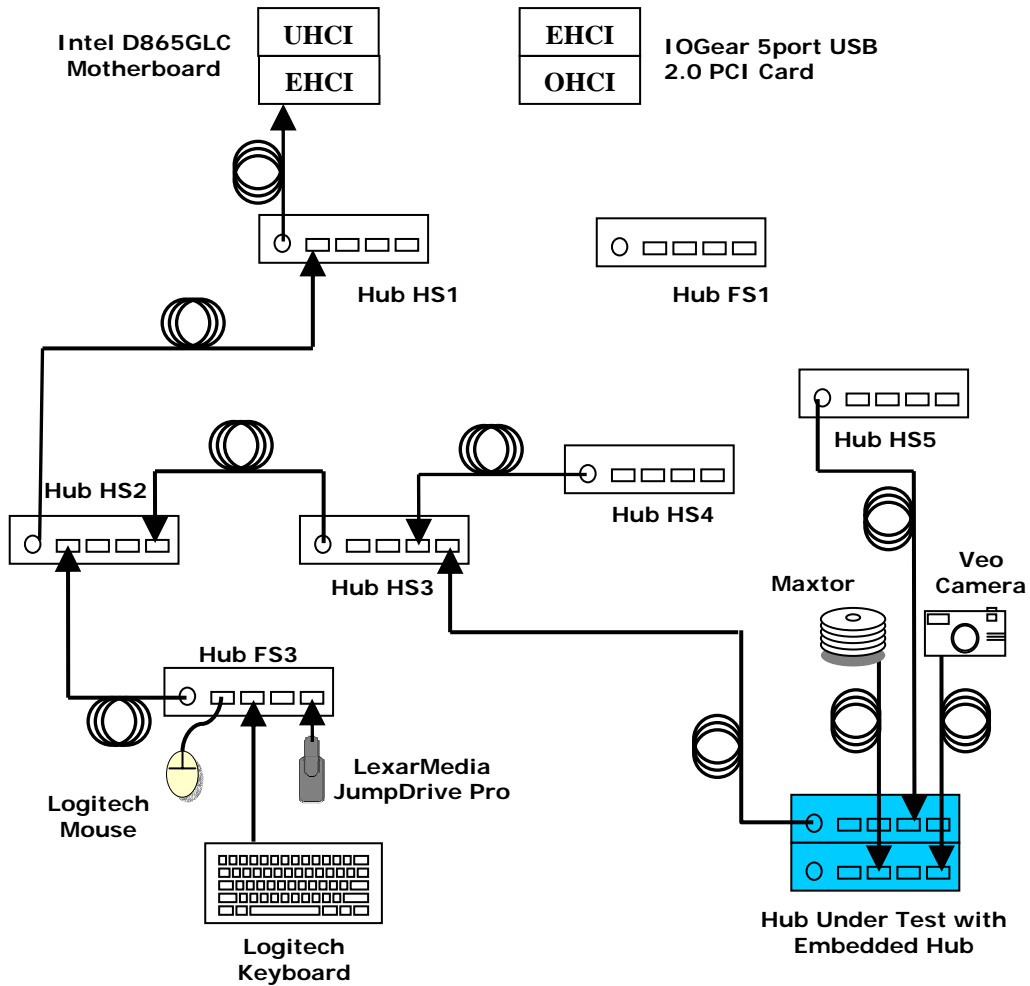 Intel D865GLC
Motherboard
UHCI
EHCI
EHCI
OHCI
IOGear 5port USB
2.0 PCI Card
Hub HS1
Hub FS1
Hub HS5
Hub HS2
Hub HS4
Hub HS3
Maxtor
Veo
Camera
Hub FS3
Logitech
Mouse
LexarMedia
JumpDrive Pro
Logitech
Keyboard
Hub Under Test with
Embedded Hub